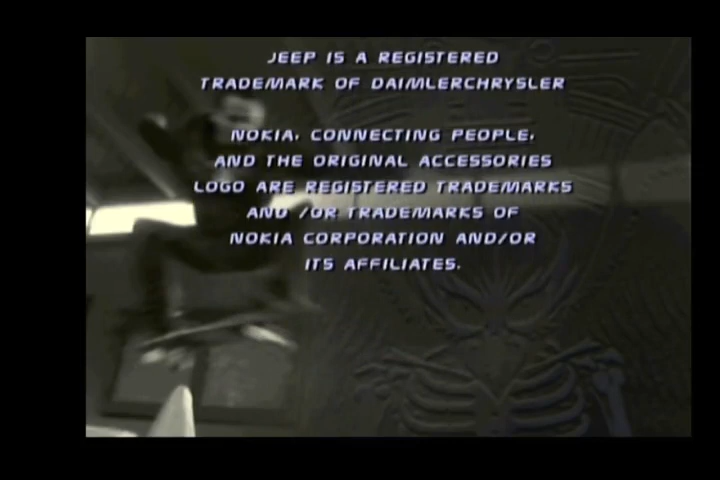 JEEP IS A REGISTERED
TRADEMARK OF DAIMLERCHRYSLER
NOKIA, CONNECTING PEOPLE,
AND THE ORIGINAL ACCESSORIES
LOGO ARE REGISTERED TRADEMARKS
AND /OR TRADEMARKS OF
NOKIA CORPORATION AND/OR
ITS AFFILIATES.